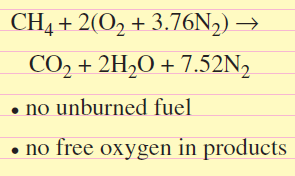 CH₄ + 2(O₂ + 3.76N₂) →
CO₂ + 2H₂O + 7.52N₂
• no unburned fuel
• no free oxygen in products